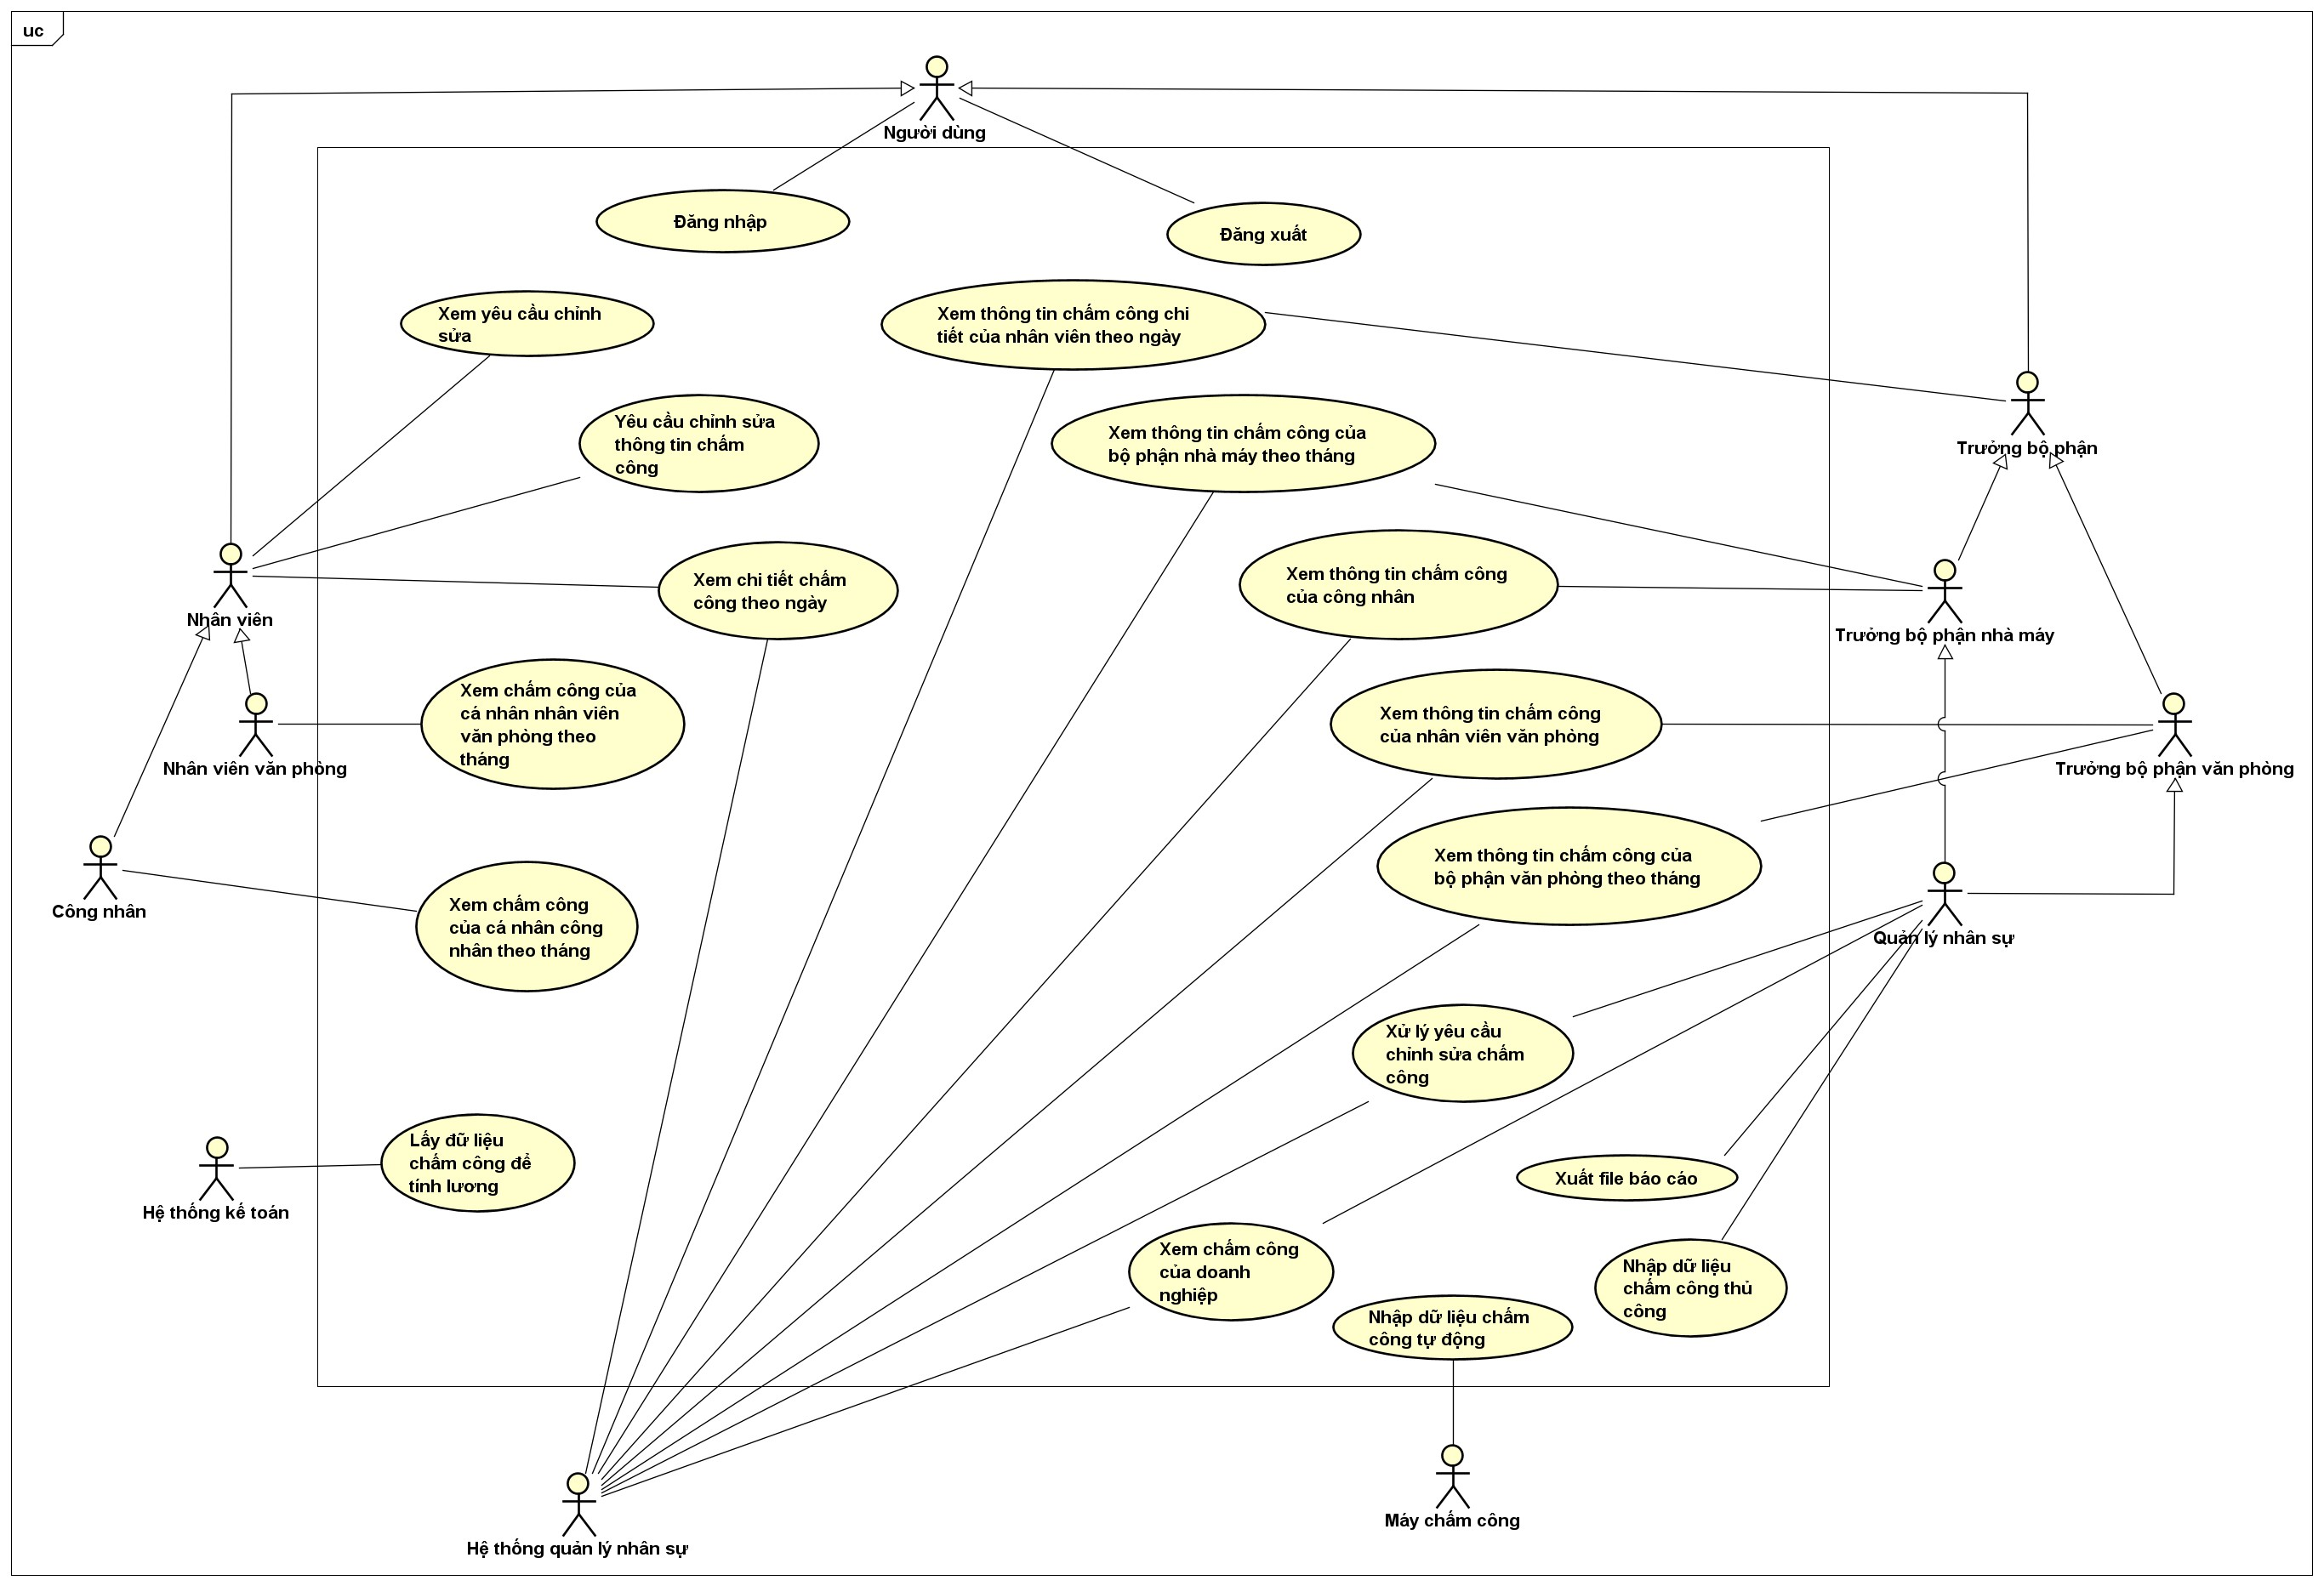 uc
Người dùng
Đăng nhập
Đăng xuất
Xem yêu cầu chỉnh
sửa
Xem thông tin chấm công chi
tiết của nhân viên theo ngày
Yêu cầu chỉnh sửa
thông tin chấm
công
Xem thông tin chấm công của
bộ phận nhà máy theo tháng
Trưởng bộ phận
Xem chi tiết chấm
công theo ngày
Xem thông tin chấm công
của công nhân
Nhân viên
Trưởng bộ phận nhà máy
Xem chấm công của
cá nhân nhân viên
văn phòng theo
tháng
Xem thông tin chấm công
của nhân viên văn phòng
Nhân viên văn phòng
Trưởng bộ phận văn phòng
Xem thông tin chấm công của
bộ phận văn phòng theo tháng
Công nhân
Xem chấm công
của cá nhân công
nhân theo tháng
Quản lý nhân sự
Xử lý yêu cầu
chỉnh sửa chấm
công
Lấy đữ liệu
chấm công để
tính lương
Hệ thống kế toán
Xuất file báo cáo
Xem chấm công
của doanh
nghiệp
Nhập dữ liệu
chấm công thủ
công
Nhập dữ liệu chấm
công tự động
Máy chấm công
Hệ thống quản lý nhân sự